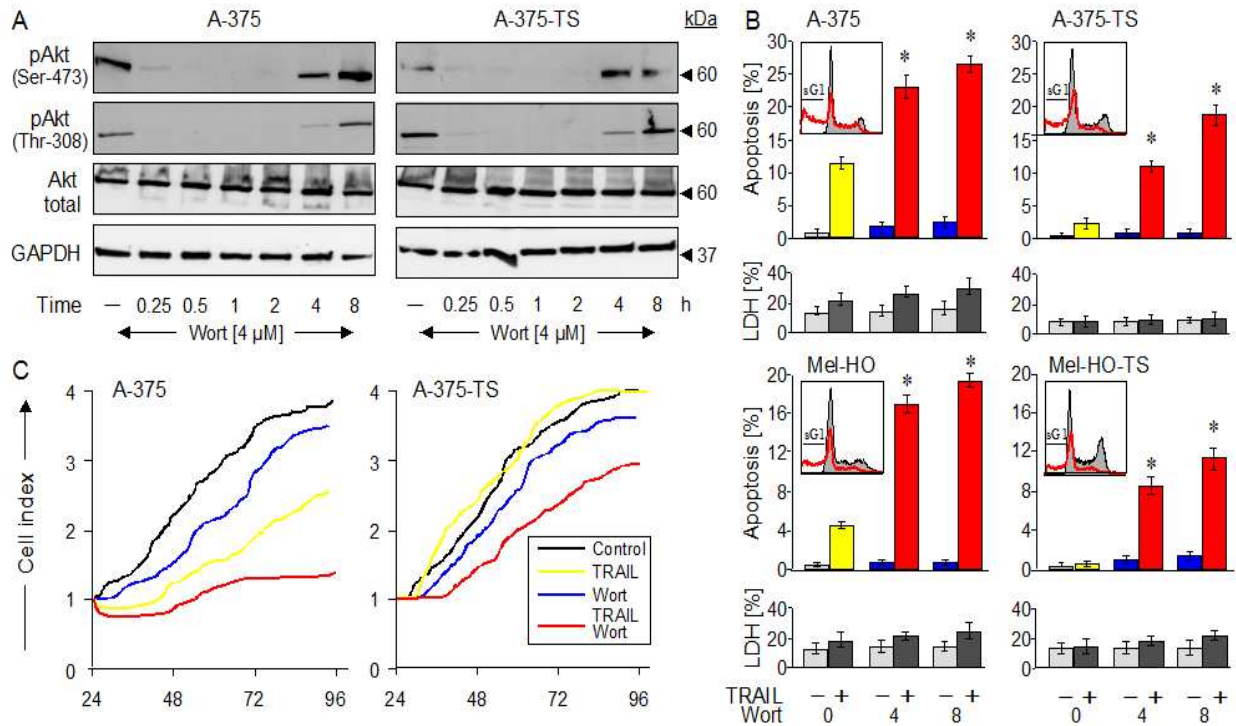 A
A-375
A-375-TS
kDa
pAkt
(Ser-473)
60
pAkt
(Thr-308)
60
Akt
total
60
GAPDH
37
Time — 0.25 0.5 1 2 4 8 — 0.25 0.5 1 2 4 8 h
Wort [4 µM] Wort [4 µM]
B
A-375
A-375-TS
Apoptosis [%]
30
25
20
15
10
5
0
sG1
* *
30
25
20
15
10
5
0
sG1
* *
LDH [%]
40
20
0
40
20
0
Mel-HO
Mel-HO-TS
Apoptosis [%]
20
16
12
8
4
0
sG1
* *
20
16
12
8
4
0
sG1
* *
LDH [%]
40
20
0
40
20
0
TRAIL − + − + − + − + − + − +
Wort 0 4 8 0 4 8
C
A-375
A-375-TS
Cell index
4
3
2
1
0
24 48 72 96
4
3
2
1
0
24 48 72 96
Control
TRAIL
Wort
TRAIL
Wort